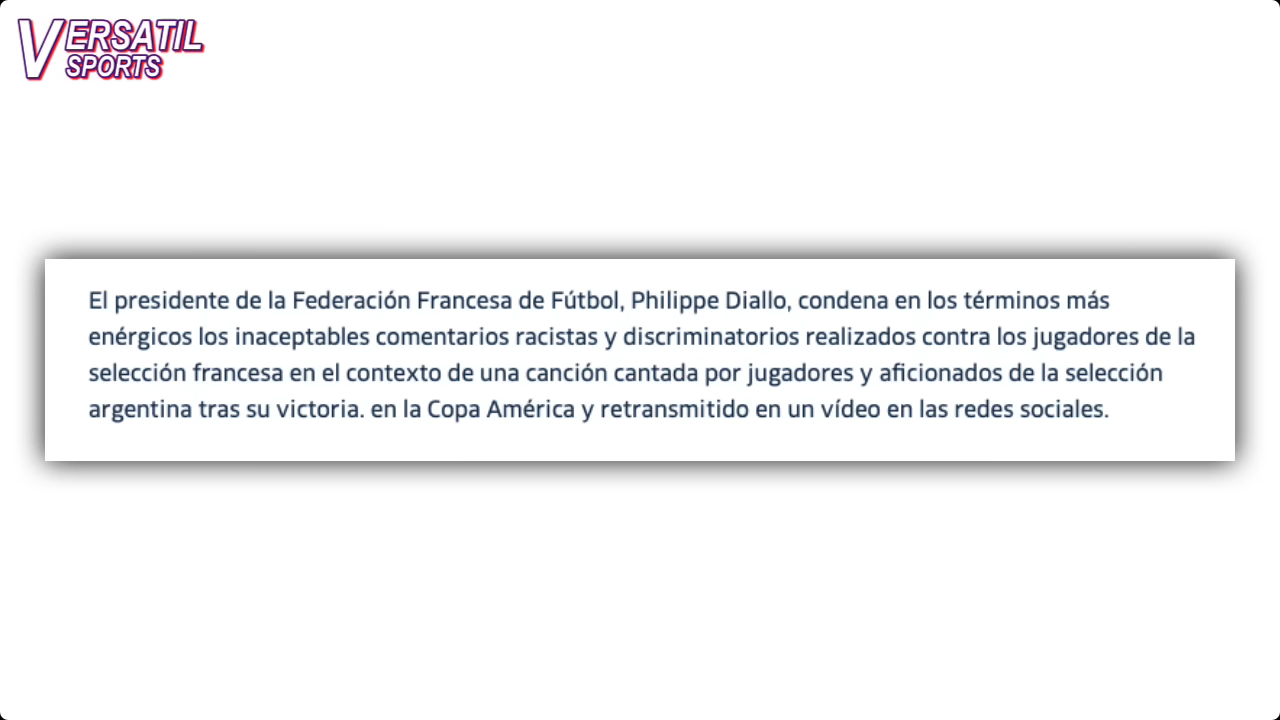 VERSATIL
SPORTS
El presidente de la Federación Francesa de Fútbol, Philippe Diallo, condena en los términos más
enérgicos los inaceptables comentarios racistas y discriminatorios realizados contra los jugadores de la
selección francesa en el contexto de una canción cantada por jugadores y aficionados de la selección
argentina tras su victoria. en la Copa América y retransmitido en un vídeo en las redes sociales.